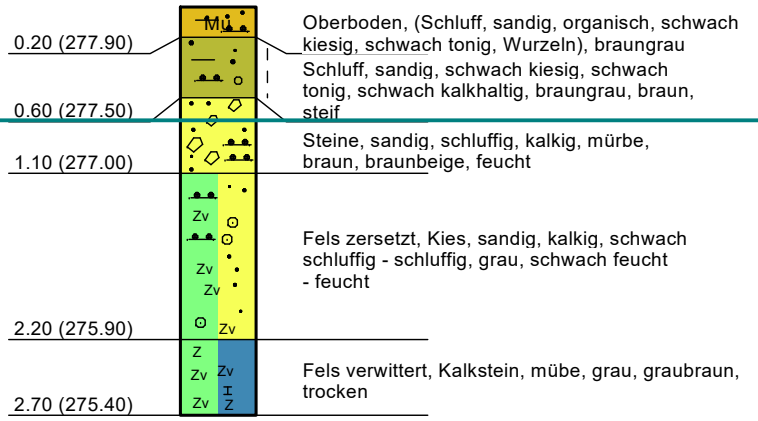 Mu
Oberboden, (Schluff, sandig, organisch, schwach
kiesig, schwach tonig, Wurzeln), braungrau
0.20 (277.90)
Schluff, sandig, schwach kiesig, schwach
tonig, schwach kalkhaltig, braungrau, braun,
steif
0.60 (277.50)
Steine, sandig, schluffig, kalkig, mürbe,
braun, braunbeige, feucht
1.10 (277.00)
Zv
Fels zersetzt, Kies, sandig, kalkig, schwach
schluffig - schluffig, grau, schwach feucht
- feucht
Zv
Zv
Zv
2.20 (275.90)
Z
Zv Zv
Fels verwittert, Kalkstein, mübe, grau, graubraun,
trocken
Zv Z
2.70 (275.40)